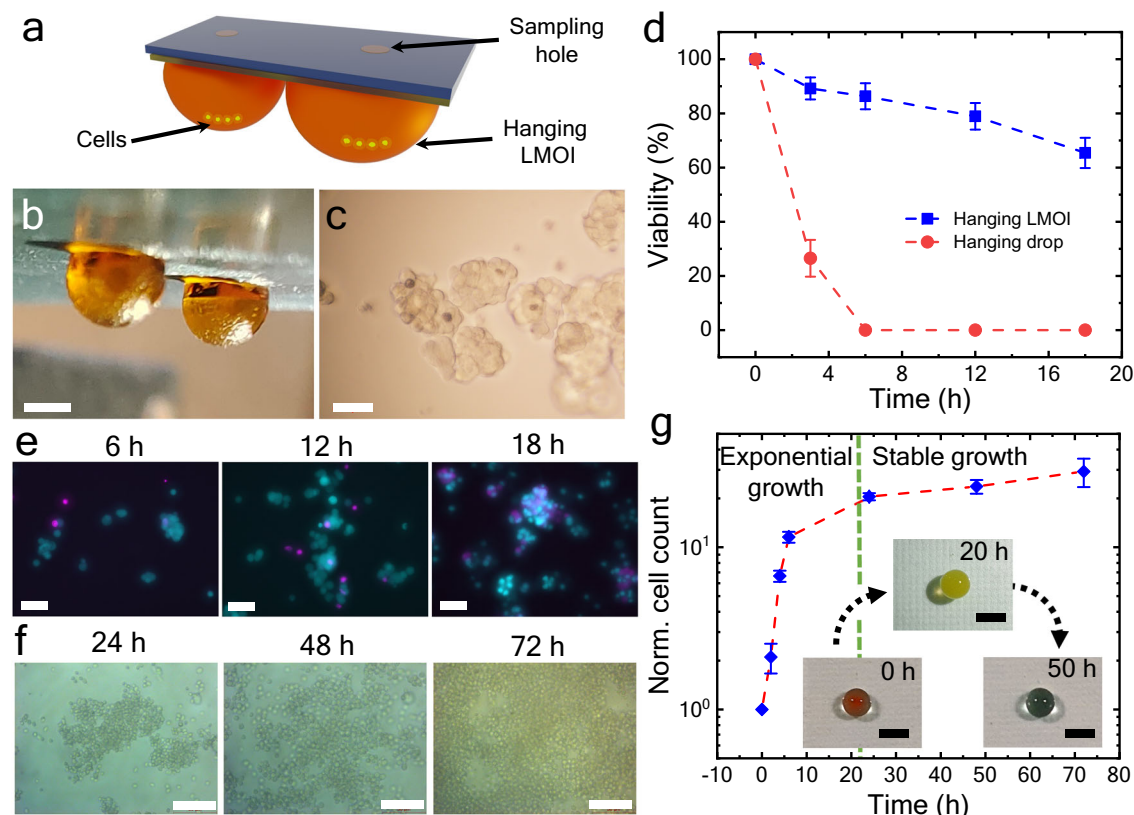 a
Sampling
hole
Cells
Hanging
LMOI
b
c
d
Viability (%)
100
80
60
40
20
0
Hanging LMOI
Hanging drop
0 4 8 12 16 20
Time (h)
e
6 h 12 h 18 h
f
24 h 48 h 72 h
g
Norm. cell count
Exponential
growth
Stable growth
10¹
10⁰
20 h
0 h
50 h
-10 0 10 20 30 40 50 60 70 80
Time (h)